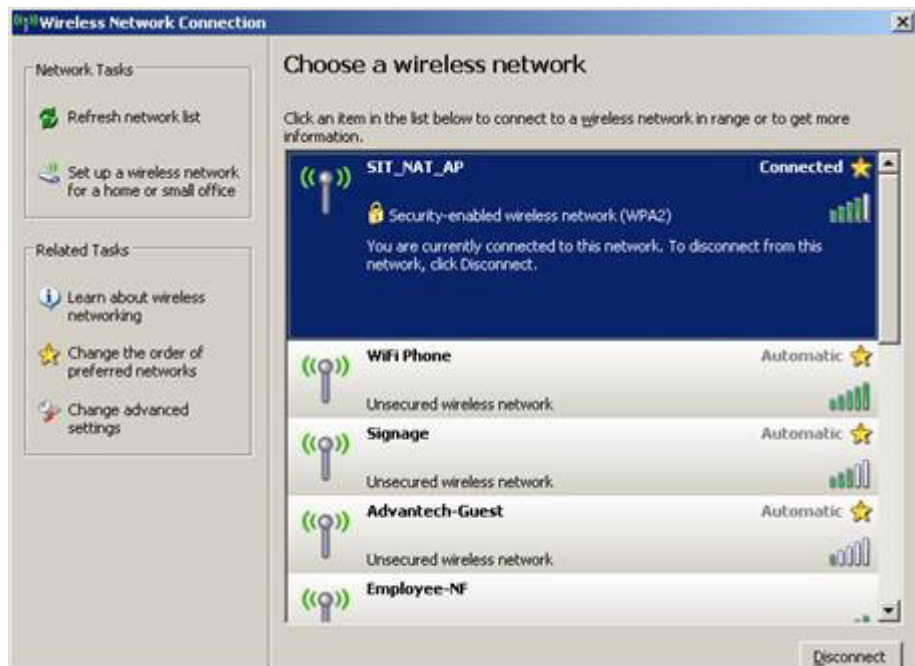 Wireless Network Connection
Network Tasks
Refresh network list
Set up a wireless network
for a home or small office
Related Tasks
Learn about wireless
networking
Change the order of
preferred networks
Change advanced
settings
Choose a wireless network
Click an item in the list below to connect to a wireless network in range or to get more
information.
SIT_NAT_AP Connected
Security-enabled wireless network (WPA2)
You are currently connected to this network. To disconnect from this
network, click Disconnect.
WiFi Phone Automatic
Unsecured wireless network
Signage Automatic
Unsecured wireless network
Advantech-Guest Automatic
Unsecured wireless network
Employee-NF
Disconnect